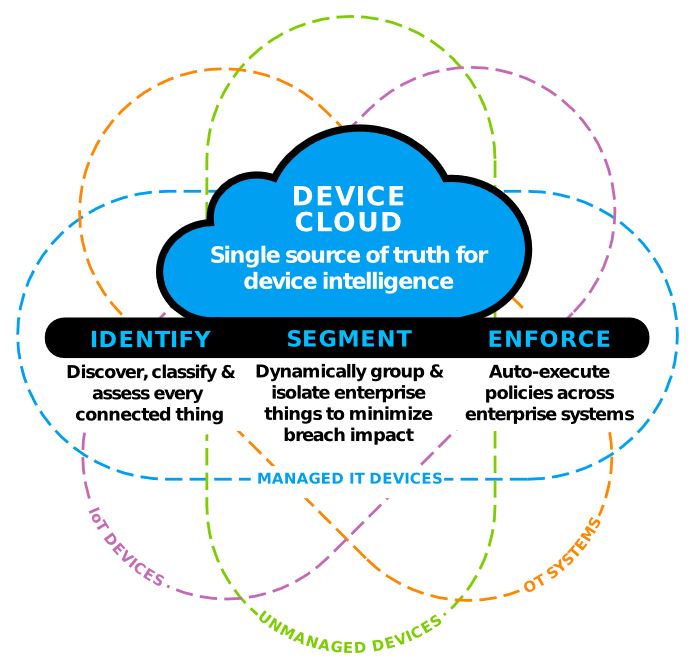 DEVICE
CLOUD
Single source of truth for
device intelligence
IDENTIFY
SEGMENT
ENFORCE
Discover, classify &
assess every
connected thing
Dynamically group &
isolate enterprise
things to minimize
breach impact
Auto-execute
policies across
enterprise systems
MANAGED IT DEVICES
IoT DEVICES
OT SYSTEMS
UNMANAGED DEVICES